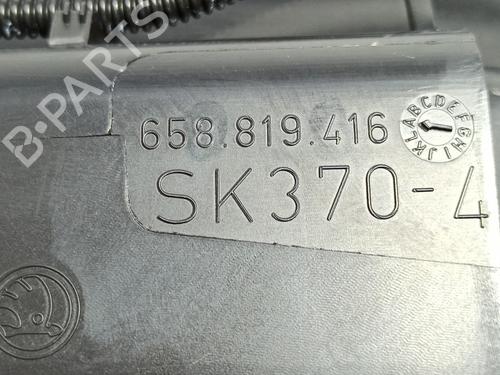 B-PARTS
658.819.416
ABCDEFGHIJKL
SK370-4